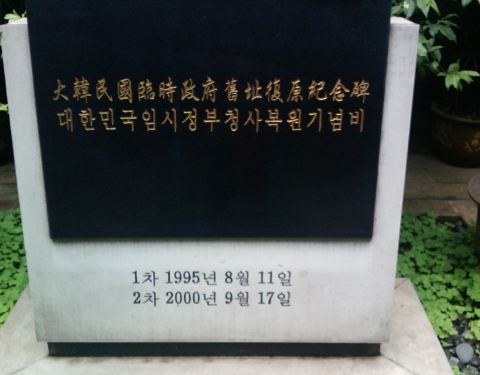 大韓民國臨時政府舊址復原紀念碑
대한민국임시정부청사복원기념비
1차 1995년 8월 11일
2차 2000년 9월 17일